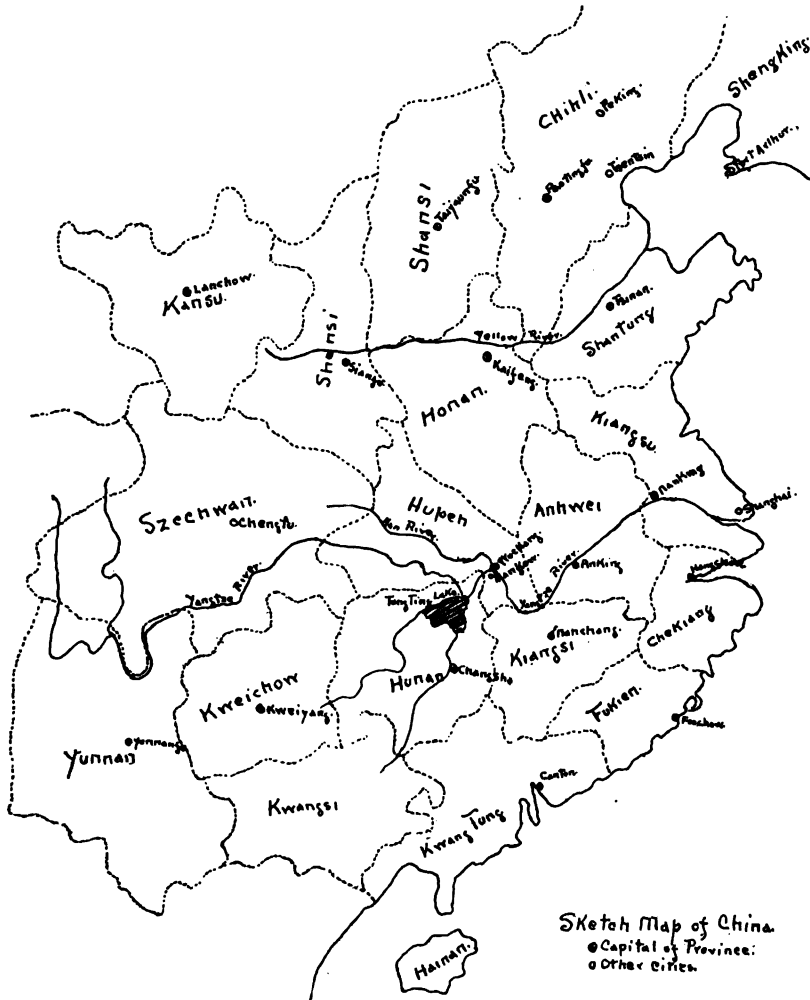 ShengKing
CHihli.
PeKing.
Port Arthur.
PaoTingfu
Tientsin
Shansi
Taiyuanfu
Lanchow.
Kansu.
Shensi
Sianfu
Yellow River.
Tsinan.
ShanTung
Kaifeng.
Honan.
Kiangsu.
Szechwan.
Chengtu.
Hupeh
Han River.
Anhwei
NanKing
Shanghai.
Wuchang
Hankow.
Yangtze River.
Yangtze River.
AnKing
Hangchow
Tung Ting Lake
Nanchang.
Kiangsi
CheKiang
Hunan
Changsha
Kweichow
Kweiyang.
Fukien.
Foochow
Yunnan
Yunnanfu
Kwangsi
Canton
Kwang Tung
Hainan.
Sketch Map of China.
Capital of Province:
Other cities.